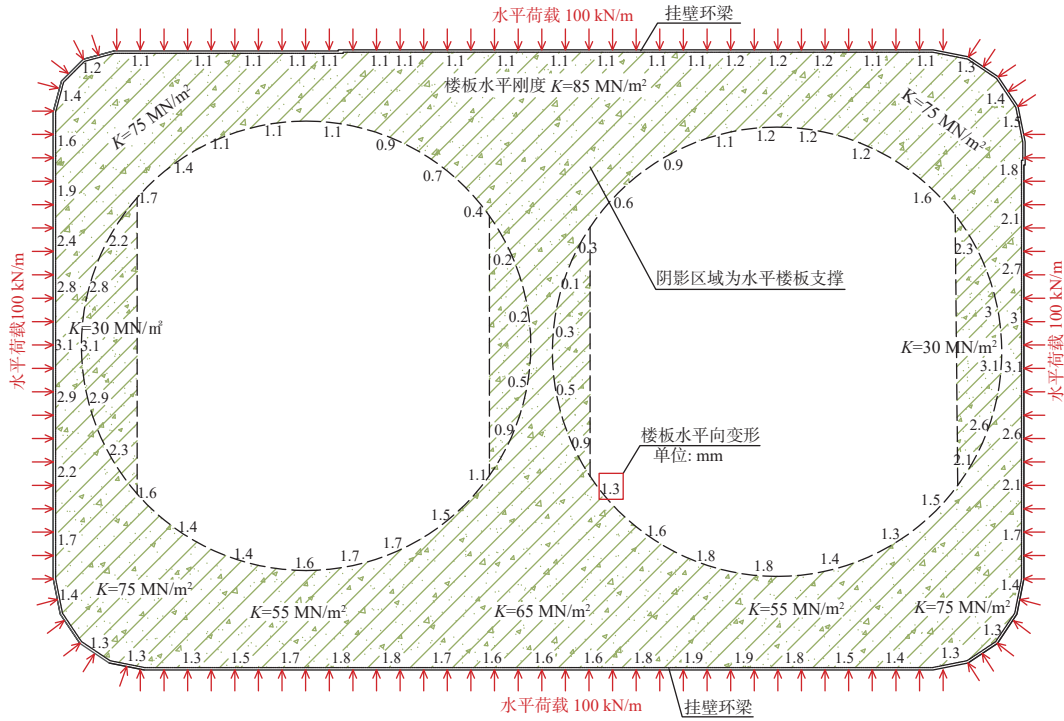 水平荷载 100 kN/m
挂壁环梁
1.2 1.1 1.1 1.1 1.1 1.1 1.1 1.1 1.1 1.1 1.1 1.1 1.1 1.1 1.2 1.2 1.2 1.1 1.1 1.3
楼板水平刚度 K=85 MN/m²
1.4 1.4
K=75 MN/m²
K=75 MN/m²
1.5
1.6 1.4 1.1 1.1 1.1 0.9 0.7 0.9 1.1 1.2 1.2 1.2 1.8
1.9 1.7 0.4 0.6 1.6 2.1
2.4 2.2 0.2 0.3 2.3 2.7
2.8 2.8 0.1
阴影区域为水平楼板支撑
水平荷载100 kN/m
水平荷载 100 kN/m
0.2 0.3 3 3
K=30 MN/m²
K=30 MN/m²
3.1 3.1 3.1 3.1
2.9 2.9 0.5 0.5
2.3 0.9 0.9 2.6 2.6
楼板水平向变形
单位: mm
2.2 1.6 1.1 1.3 2.1 2.1
1.7 1.4 1.4 1.6 1.7 1.7 1.5 1.6 1.8 1.8 1.4 1.3 1.5 1.7
1.4
K=75 MN/m²
K=55 MN/m²
K=65 MN/m²
K=55 MN/m²
K=75 MN/m²
1.4
1.3 1.3 1.3 1.5 1.7 1.8 1.8 1.7 1.6 1.6 1.6 1.8 1.9 1.9 1.8 1.5 1.4 1.3 1.3
水平荷载 100 kN/m
挂壁环梁